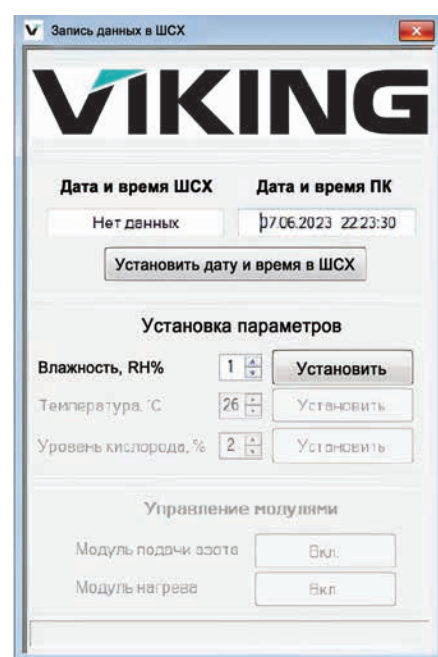 Запись данных в ШСХ
VIKING
Дата и время ШСХ Дата и время ПК
Нет данных 07.06.2023 22:23:30
Установить дату и время в ШСХ
Установка параметров
Влажность, RH% 1 Установить
Температура, °C 26 Установить
Уровень кислорода, % 2 Установить
Управление модулями
Модуль подачи азота Вкл.
Модуль нагрева Вкл.